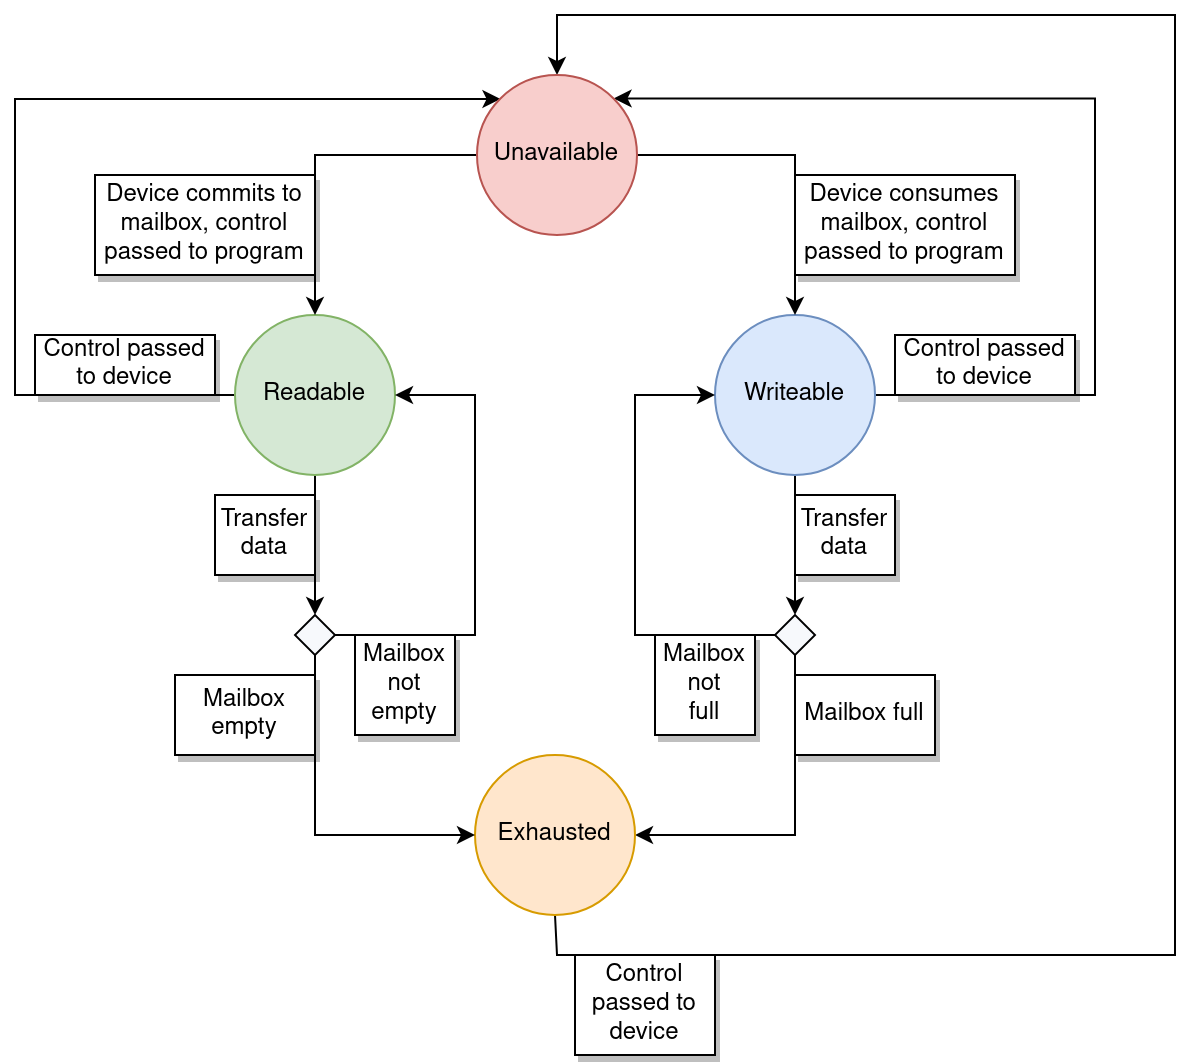 Unavailable
Device commits to
mailbox, control
passed to program
Device consumes
mailbox, control
passed to program
Control passed
to device
Readable
Writeable
Control passed
to device
Transfer
data
Transfer
data
Mailbox
not
empty
Mailbox
not
full
Mailbox
empty
Mailbox full
Exhausted
Control
passed to
device